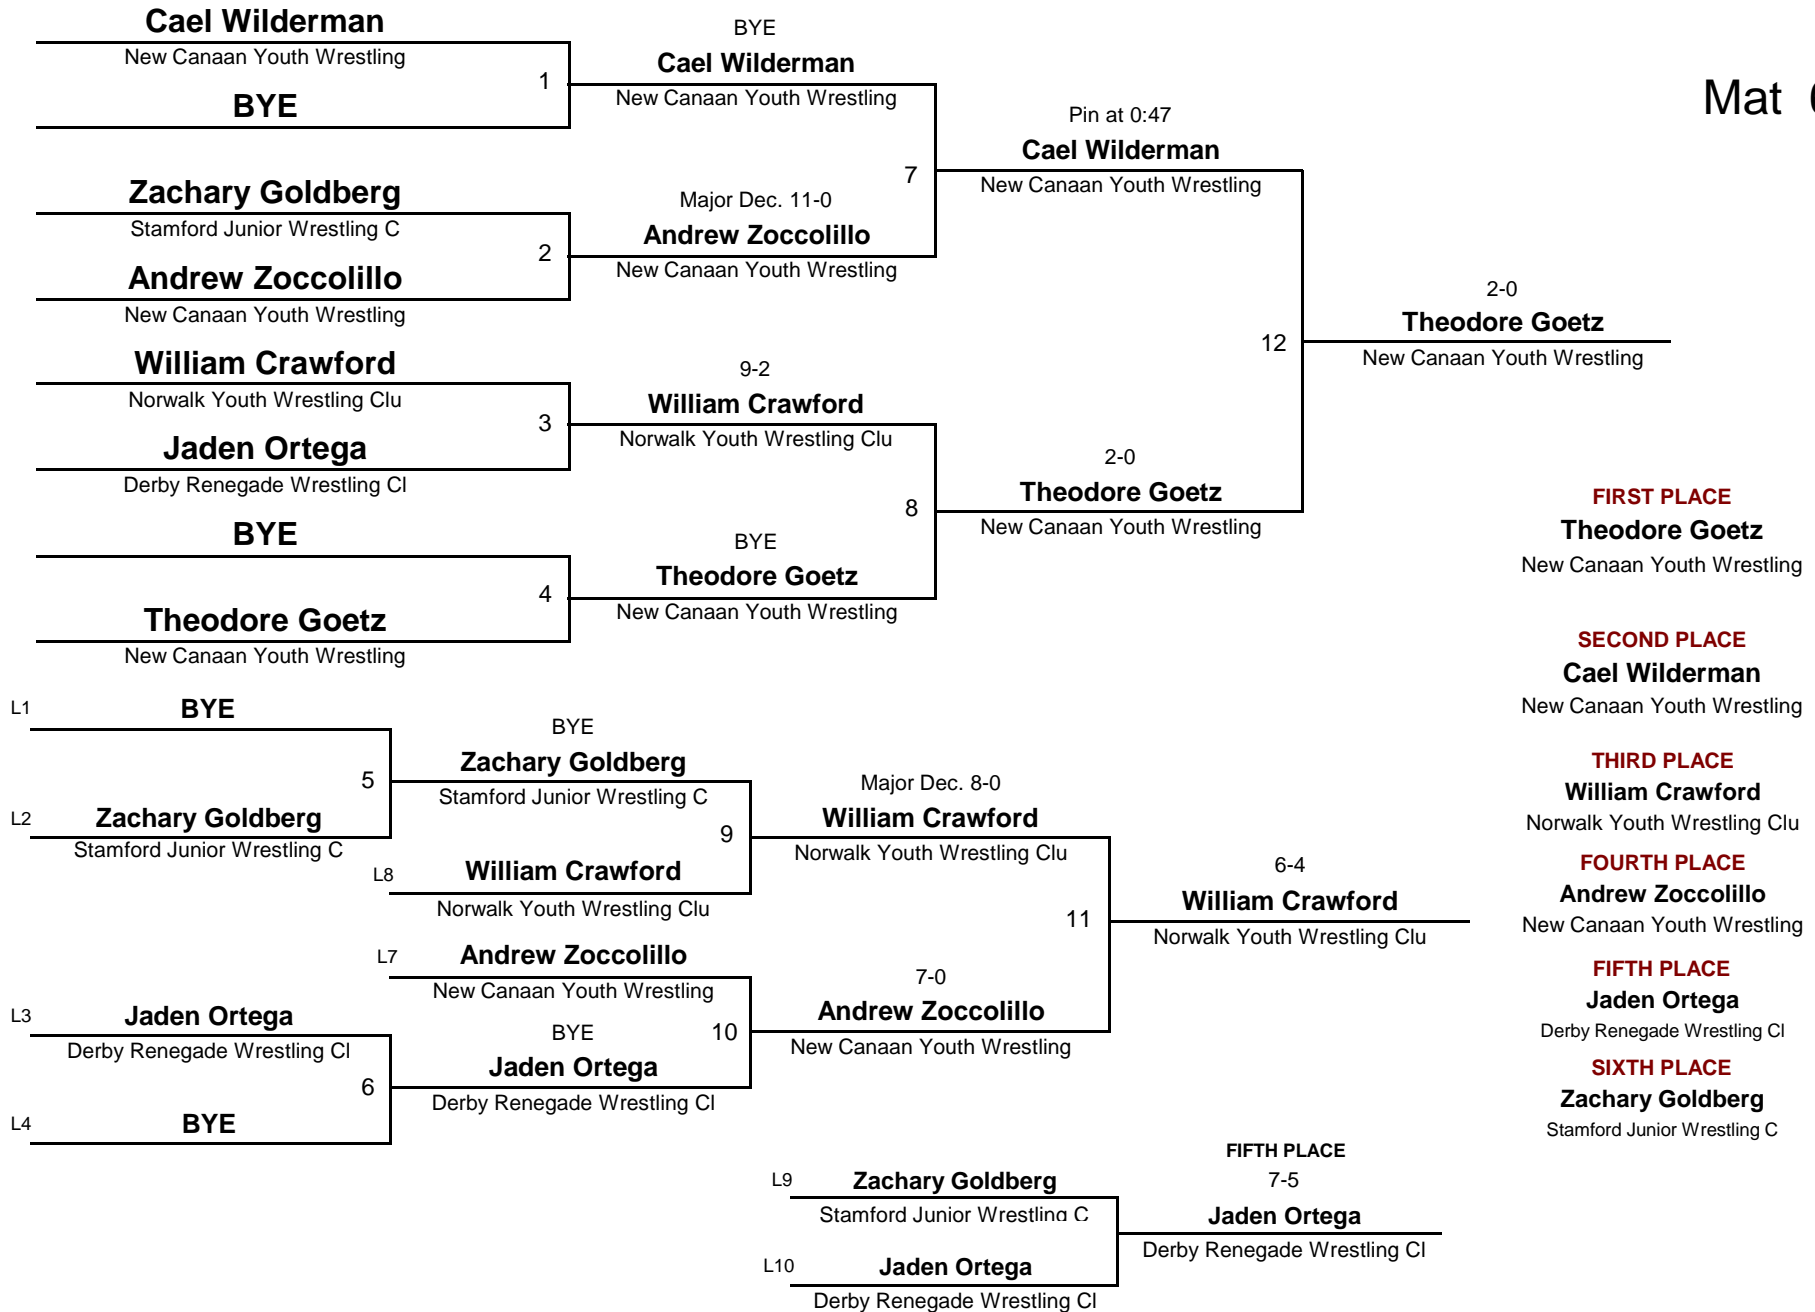 Cael Wilderman
New Canaan Youth Wrestling
1
BYE
BYE
Cael Wilderman
New Canaan Youth Wrestling
Mat
Zachary Goldberg
Stamford Junior Wrestling C
2
Andrew Zoccolillo
New Canaan Youth Wrestling
Major Dec. 11-0
Andrew Zoccolillo
New Canaan Youth Wrestling
7
Pin at 0:47
Cael Wilderman
New Canaan Youth Wrestling
William Crawford
Norwalk Youth Wrestling Clu
3
Jaden Ortega
Derby Renegade Wrestling Cl
9-2
William Crawford
Norwalk Youth Wrestling Clu
BYE
4
Theodore Goetz
New Canaan Youth Wrestling
BYE
Theodore Goetz
New Canaan Youth Wrestling
8
2-0
Theodore Goetz
New Canaan Youth Wrestling
12
2-0
Theodore Goetz
New Canaan Youth Wrestling
FIRST PLACE
Theodore Goetz
New Canaan Youth Wrestling
SECOND PLACE
Cael Wilderman
New Canaan Youth Wrestling
THIRD PLACE
William Crawford
Norwalk Youth Wrestling Clu
FOURTH PLACE
Andrew Zoccolillo
New Canaan Youth Wrestling
FIFTH PLACE
Jaden Ortega
Derby Renegade Wrestling Cl
SIXTH PLACE
Zachary Goldberg
Stamford Junior Wrestling C
L1 BYE
5
L2 Zachary Goldberg
Stamford Junior Wrestling C
BYE
Zachary Goldberg
Stamford Junior Wrestling C
9
L8 William Crawford
Norwalk Youth Wrestling Clu
Major Dec. 8-0
William Crawford
Norwalk Youth Wrestling Clu
L7 Andrew Zoccolillo
New Canaan Youth Wrestling
L3 Jaden Ortega
Derby Renegade Wrestling Cl
6
L4 BYE
BYE
10
Jaden Ortega
Derby Renegade Wrestling Cl
7-0
Andrew Zoccolillo
New Canaan Youth Wrestling
11
6-4
William Crawford
Norwalk Youth Wrestling Clu
L9 Zachary Goldberg
Stamford Junior Wrestling C
L10 Jaden Ortega
Derby Renegade Wrestling Cl
FIFTH PLACE
7-5
Jaden Ortega
Derby Renegade Wrestling Cl